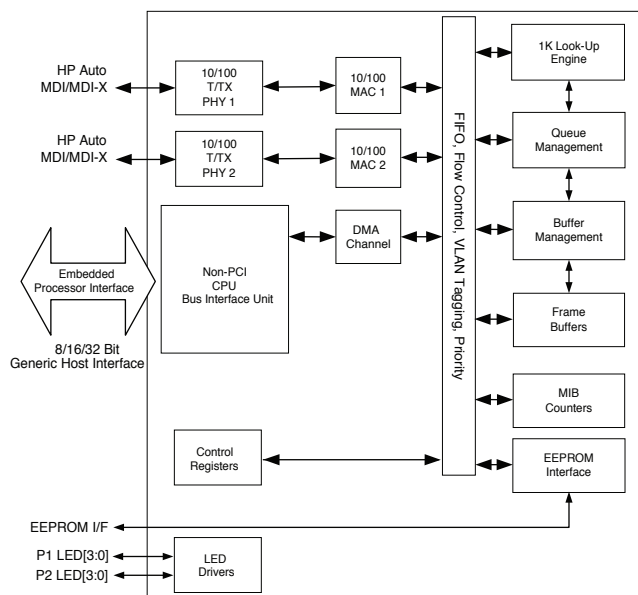 HP Auto
MDI/MDI-X
10/100
T/TX
PHY 1
10/100
MAC 1
1K Look-Up
Engine
HP Auto
MDI/MDI-X
10/100
T/TX
PHY 2
10/100
MAC 2
Queue
Management
FIFO, Flow Control, VLAN Tagging, Priority
Embedded
Processor Interface
8/16/32 Bit
Generic Host Interface
Non-PCI
CPU
Bus Interface Unit
DMA
Channel
Buffer
Management
Frame
Buffers
MIB
Counters
Control
Registers
EEPROM
Interface
EEPROM I/F
P1 LED[3:0]
P2 LED[3:0]
LED
Drivers